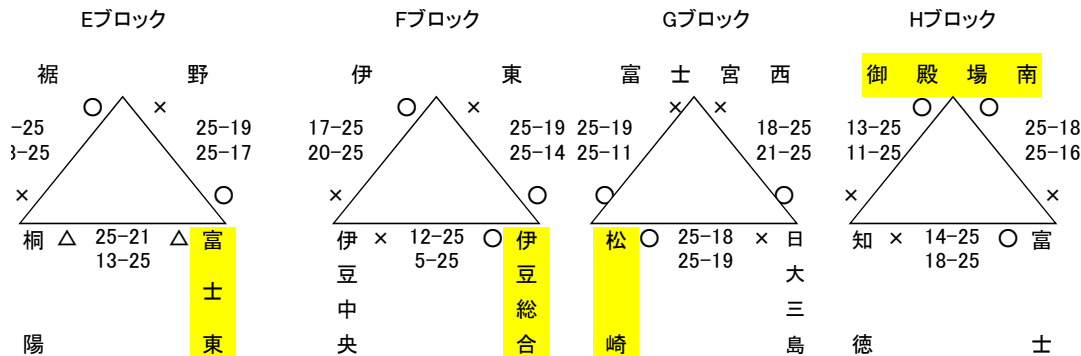 Eブロック
裾野
○ ×
-25 25-19
-25 25-17
× ○
桐 △ 25-21 △ 富士東
13-25
桐陽
Fブロック
伊東
○ ×
17-25 25-19
20-25 25-14
× ○
伊豆中央 × 12-25 ○ 伊豆総合
5-25
Gブロック
富士宮西
× ×
25-19 18-25
25-11 21-25
○ ○
松崎 ○ 25-18 × 日大三島
25-19
Hブロック
御殿場南
○ ○
13-25 25-18
11-25 25-16
× ×
知徳 × 14-25 ○ 富士
18-25